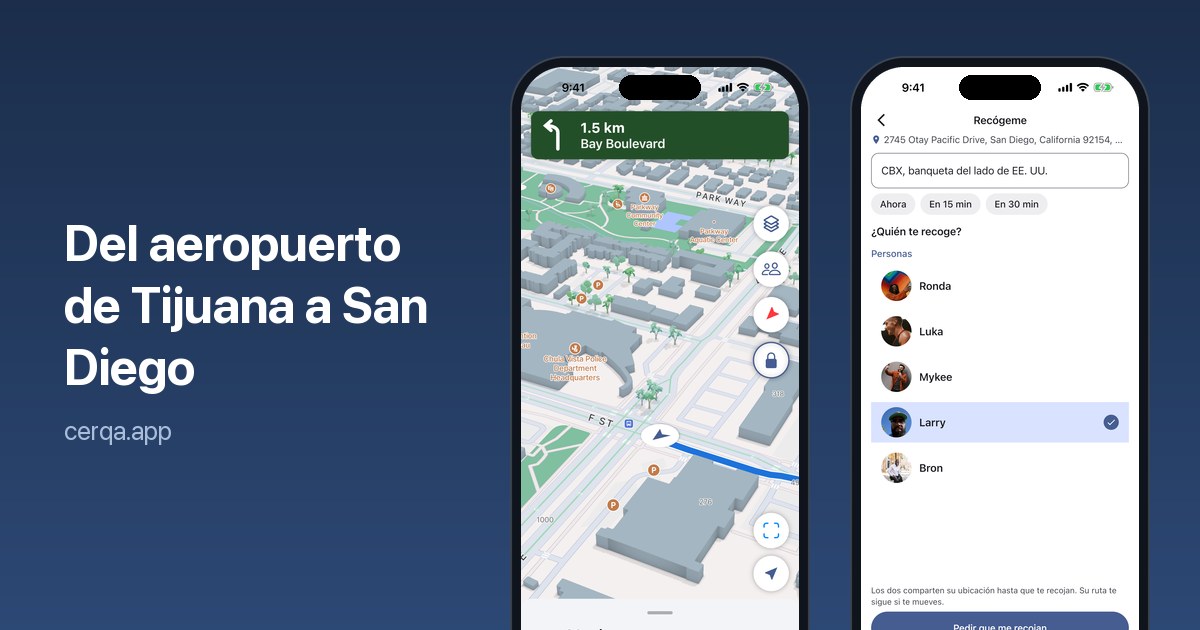 Del aeropuerto
de Tijuana a San
Diego
cerqa.app
9:41
1.5 km
Bay Boulevard
PARK WAY
Parkway
Community
Center
Parkway
Aquatic Center
P
P
Chula Vista Police
Department
Headquarters
318
F ST
P
276
P
1000
E
9:41
Recógeme
2745 Otay Pacific Drive, San Diego, California 92154, ...
CBX, banqueta del lado de EE. UU.
Ahora
En 15 min
En 30 min
¿Quién te recoge?
Personas
Ronda
Luka
Mykee
Larry
Bron
Los dos comparten su ubicación hasta que te recojan. Su ruta te
sigue si te mueves.
Pedir que me recojan